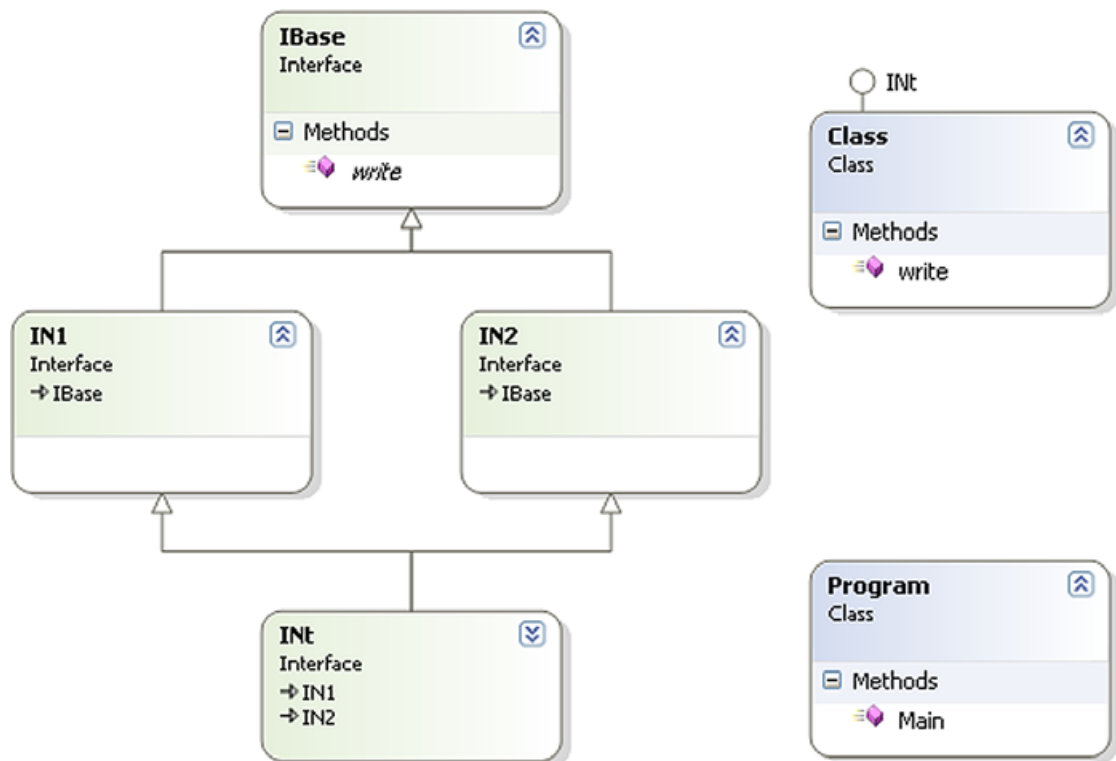 IBase
Interface
Methods
write
INt
Class
Class
Methods
write
IN1
Interface
IBase
IN2
Interface
IBase
INt
Interface
IN1
IN2
Program
Class
Methods
Main